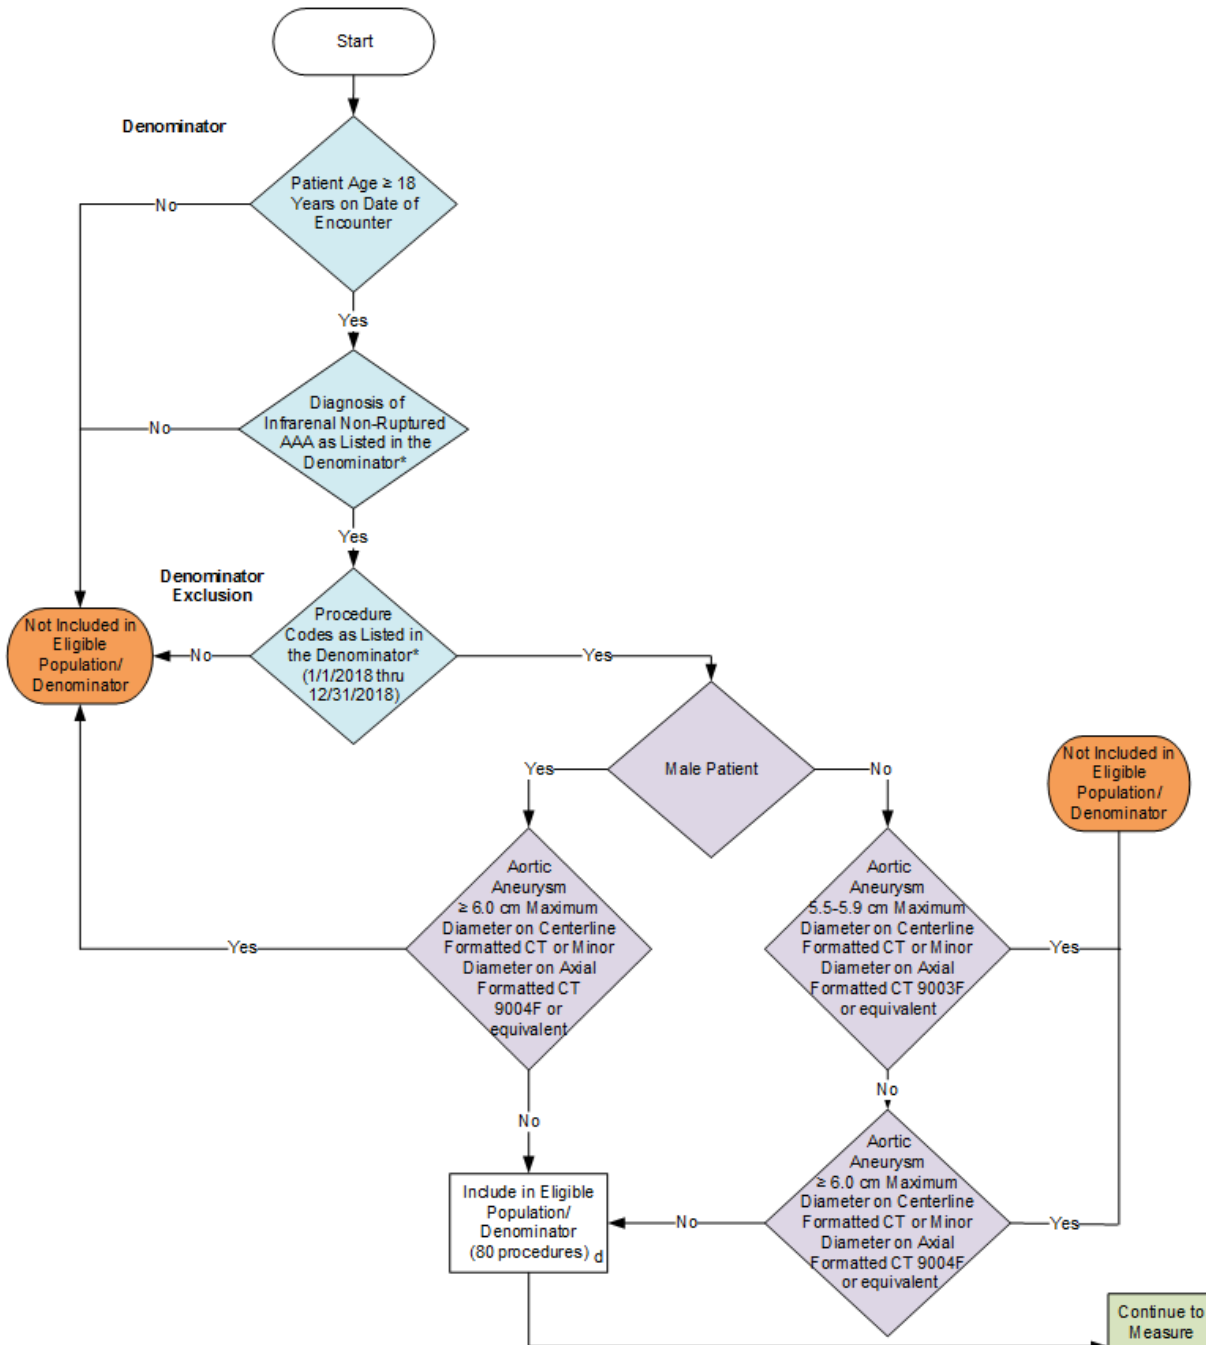 Start
Denominator
Patient Age ≥ 18
Years on Date of
Encounter
No
Yes
Diagnosis of
Infrarenal Non-Ruptured
AAA as Listed in the
Denominator*
No
Yes
Denominator
Exclusion
Procedure
Codes as Listed in
the Denominator*
(1/1/2018 thru
12/31/2018)
No
Yes
Not Included in
Eligible
Population/
Denominator
Male Patient
Yes
No
Not Included in
Eligible
Population/
Denominator
Aortic
Aneurysm
≥ 6.0 cm Maximum
Diameter on Centerline
Formatted CT or Minor
Diameter on Axial
Formatted CT
9004F or
equivalent
Yes
No
Aortic
Aneurysm
5.5-5.9 cm Maximum
Diameter on Centerline
Formatted CT or Minor
Diameter on Axial
Formatted CT 9003F
or equivalent
Yes
No
Aortic
Aneurysm
≥ 6.0 cm Maximum
Diameter on Centerline
Formatted CT or Minor
Diameter on Axial
Formatted CT 9004F
or equivalent
Yes
No
Include in Eligible
Population/
Denominator
(80 procedures) d
Continue to
Measure